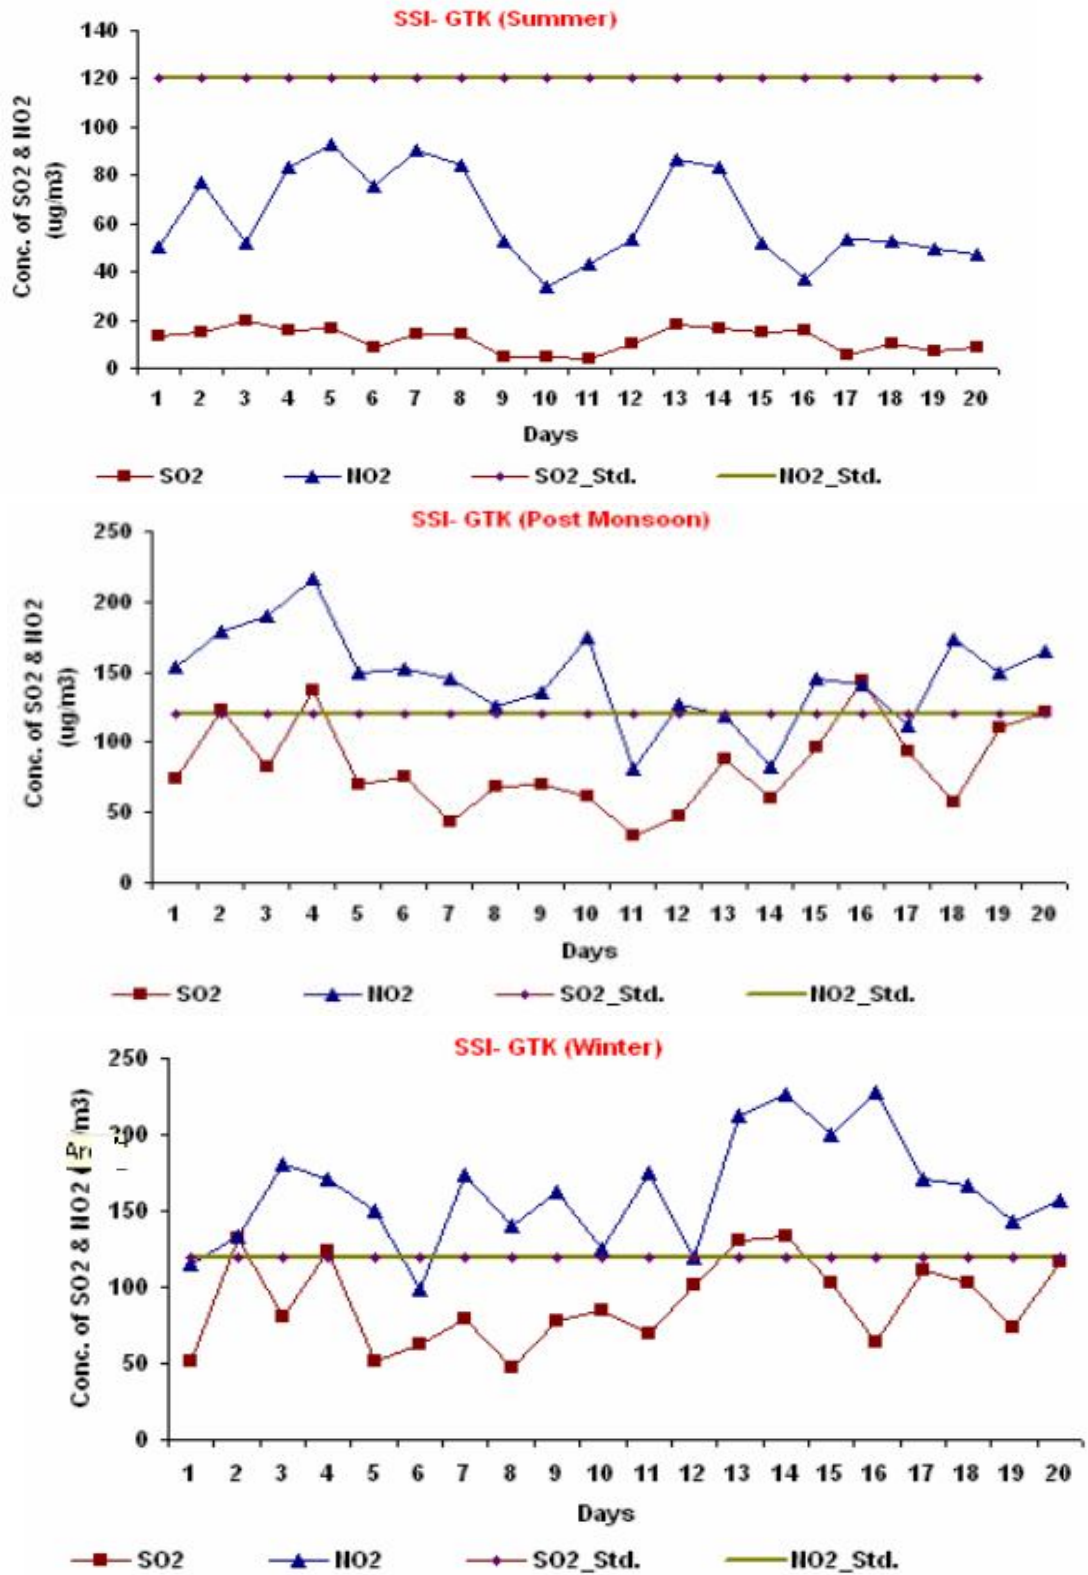 SSI- GTK (Summer)
Conc. of SO2 & NO2
(ug/m3)
140
120
100
80
60
40
20
0
1 2 3 4 5 6 7 8 9 10 11 12 13 14 15 16 17 18 19 20
Days
SO2 NO2 SO2_Std. NO2_Std.
SSI- GTK (Post Monsoon)
Conc. of SO2 & NO2
(ug/m3)
250
200
150
100
50
0
1 2 3 4 5 6 7 8 9 10 11 12 13 14 15 16 17 18 19 20
Days
SO2 NO2 SO2_Std. NO2_Std.
SSI- GTK (Winter)
Conc. of SO2 & NO2 /m3)
250
150
100
50
0
1 2 3 4 5 6 7 8 9 10 11 12 13 14 15 16 17 18 19 20
Days
SO2 NO2 SO2_Std. NO2_Std.